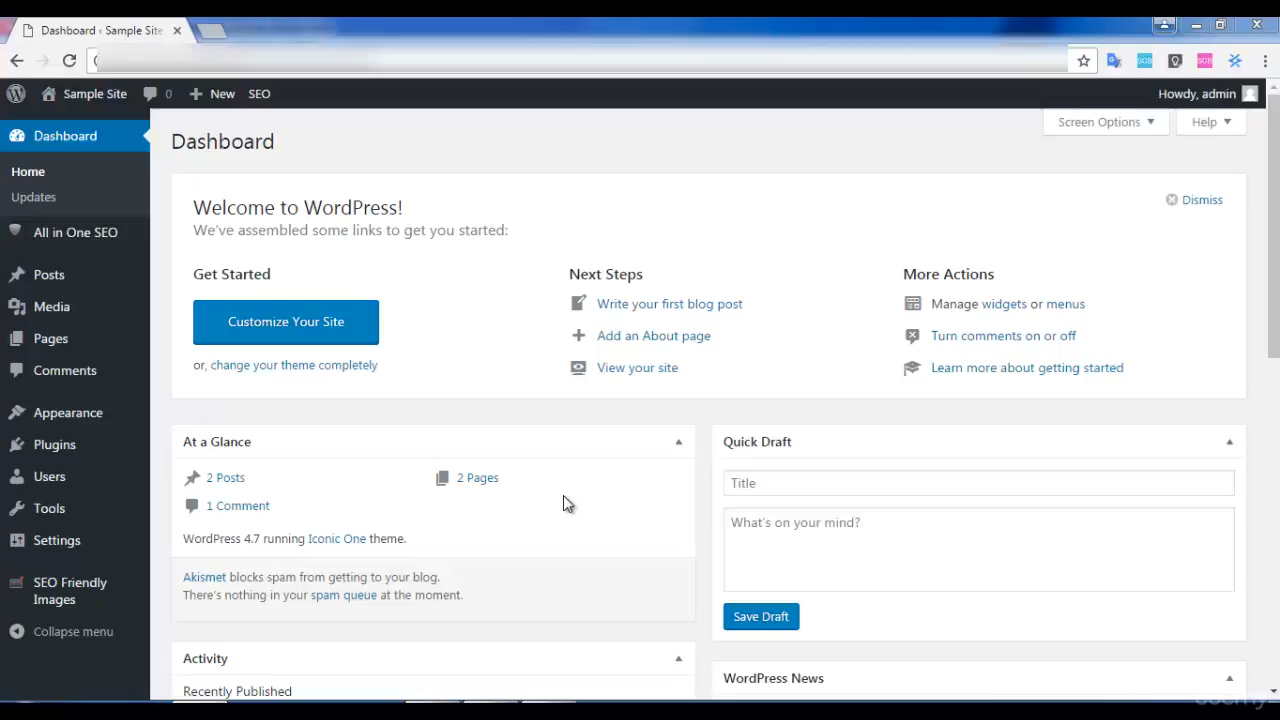 Dashboard ‹ Sample Site
Sample Site
0
New
SEO
Howdy, admin
Dashboard
Home
Updates
All in One SEO
Posts
Media
Pages
Comments
Appearance
Plugins
Users
Tools
Settings
SEO Friendly
Images
Collapse menu
Screen Options
Help
Dashboard
Welcome to WordPress!
We've assembled some links to get you started:
Dismiss
Get Started
Customize Your Site
or, change your theme completely
Next Steps
Write your first blog post
Add an About page
View your site
More Actions
Manage widgets or menus
Turn comments on or off
Learn more about getting started
At a Glance
2 Posts
2 Pages
1 Comment
WordPress 4.7 running Iconic One theme.
Akismet blocks spam from getting to your blog.
There's nothing in your spam queue at the moment.
Activity
Recently Published
Quick Draft
Title
What's on your mind?
Save Draft
WordPress News